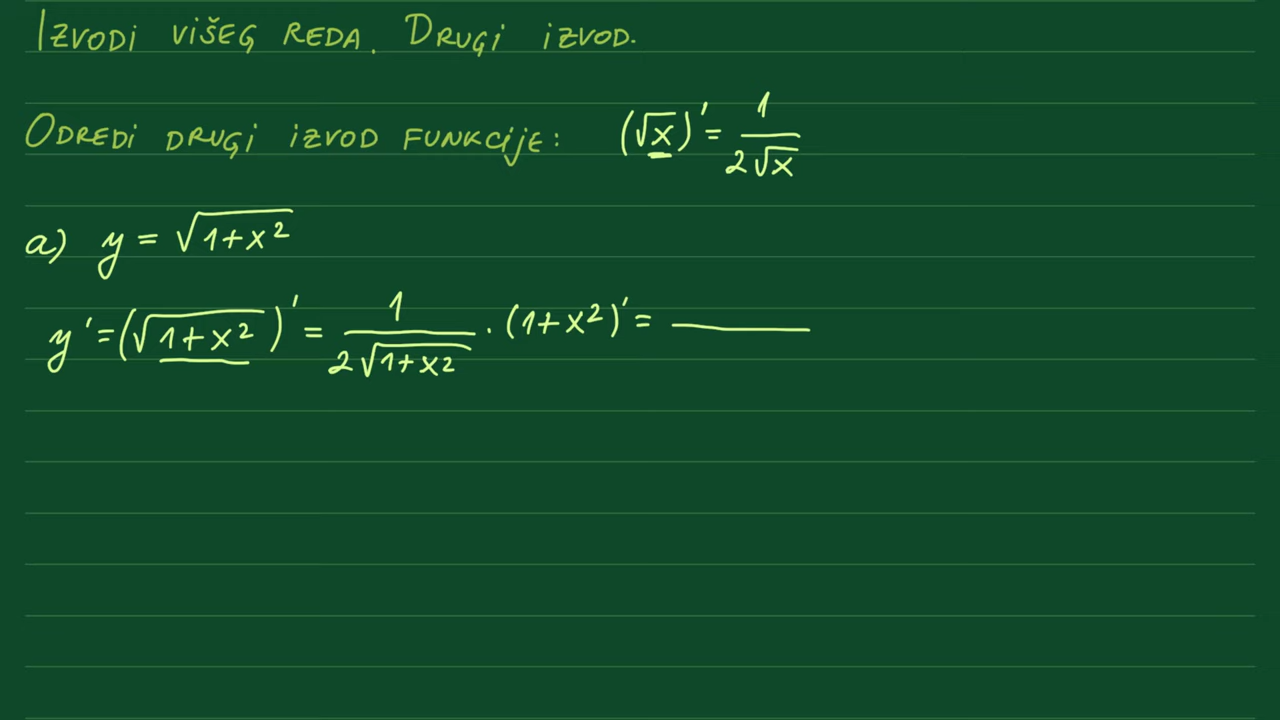 IZVODI VIŠEG REDA. DRUGI IZVOD.
ODREDI DRUGI IZVOD FUNKCIJE: (√x)' = 1/(2√x)
a) y = √(1+x²)
y' = (√(1+x²))' = 1/(2√(1+x²)) · (1+x²)' =